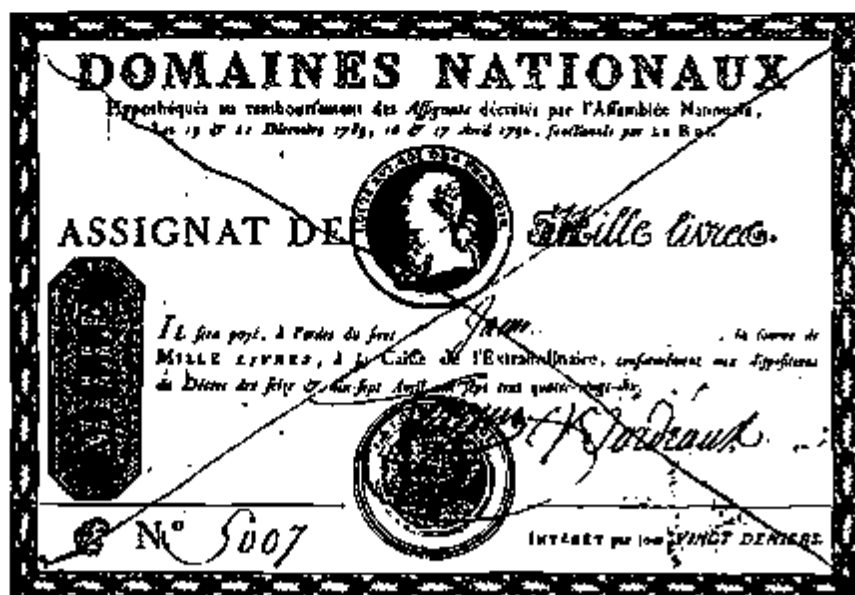 DOMAINES NATIONAUX
Hypothéqués au remboursement des Assignats décrétés par l'Assemblée Nationale,
Les 19 & 21 Décembre 1789, 16 & 17 Avril 1790, sanctionnés par LE ROI.
ASSIGNAT DE Mille livres.
MILLE
IL sera payé, à l'ordre du sieur la somme de
MILLE LIVRES, à la Caisse de l'Extraordinaire, conformément aux dispositions
du Décret des seize & dix-sept Avril mil sept cent quatre-vingt-dix.
Bordeaux
N.º 5007
INTÉRÊT par jour VINGT DENIERS.